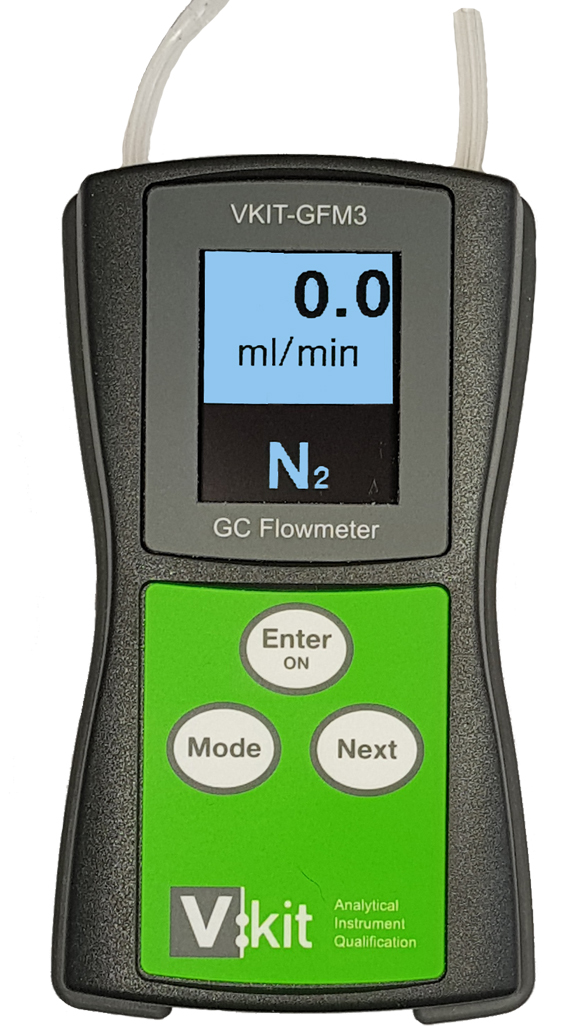 VKIT-GFM3
0.0
ml/min
N₂
GC Flowmeter
Enter
ON
Mode
Next
V:kit
Analytical
Instrument
Qualification